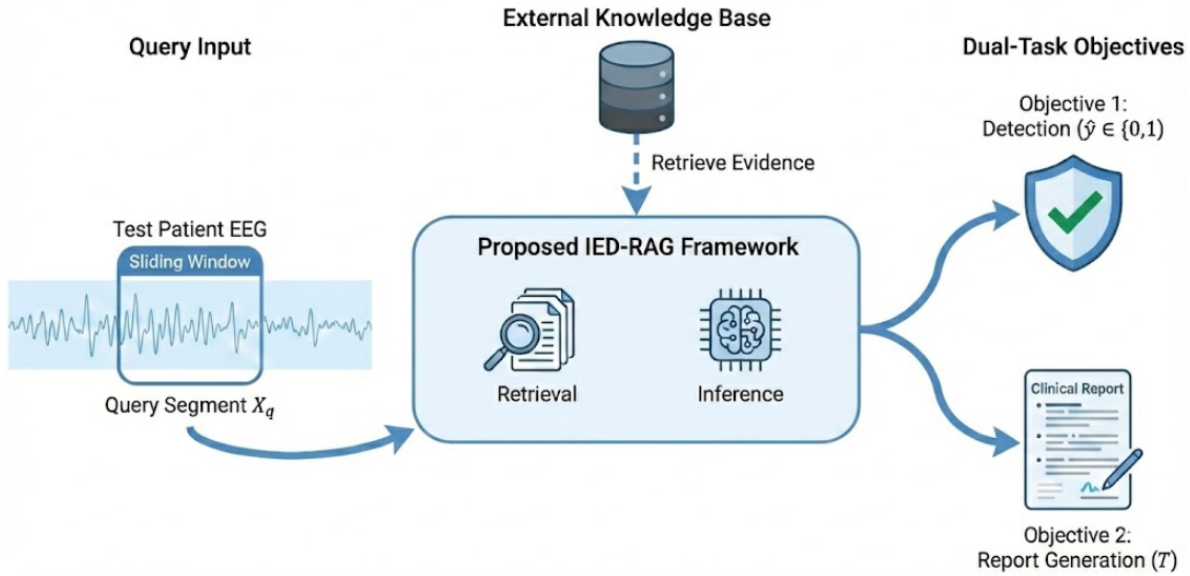 Query Input
Test Patient EEG
Sliding Window
Query Segment X_q
External Knowledge Base
Retrieve Evidence
Proposed IED-RAG Framework
Retrieval
Inference
Dual-Task Objectives
Objective 1:
Detection (ŷ ∈ {0,1)
Clinical Report
Objective 2:
Report Generation (T)